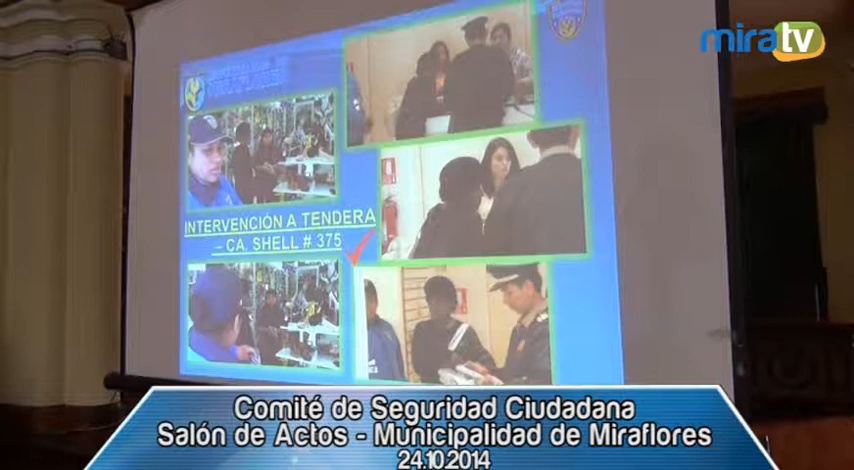 miratv
INTERVENCIÓN A TENDERA
– CA. SHELL # 375
Comité de Seguridad Ciudadana
Salón de Actos - Municipalidad de Miraflores
24.10.2014